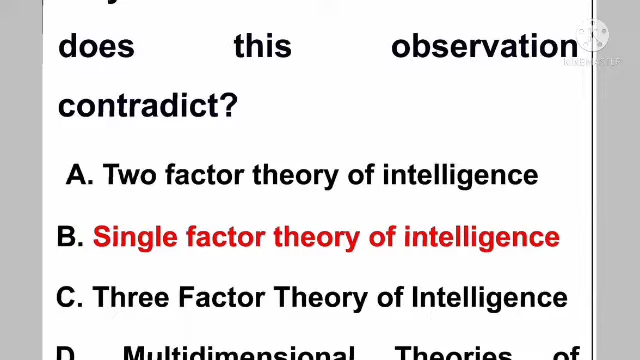 does this observation
contradict?
A. Two factor theory of intelligence
B. Single factor theory of intelligence
C. Three Factor Theory of Intelligence
D. Multidimensional Theories of